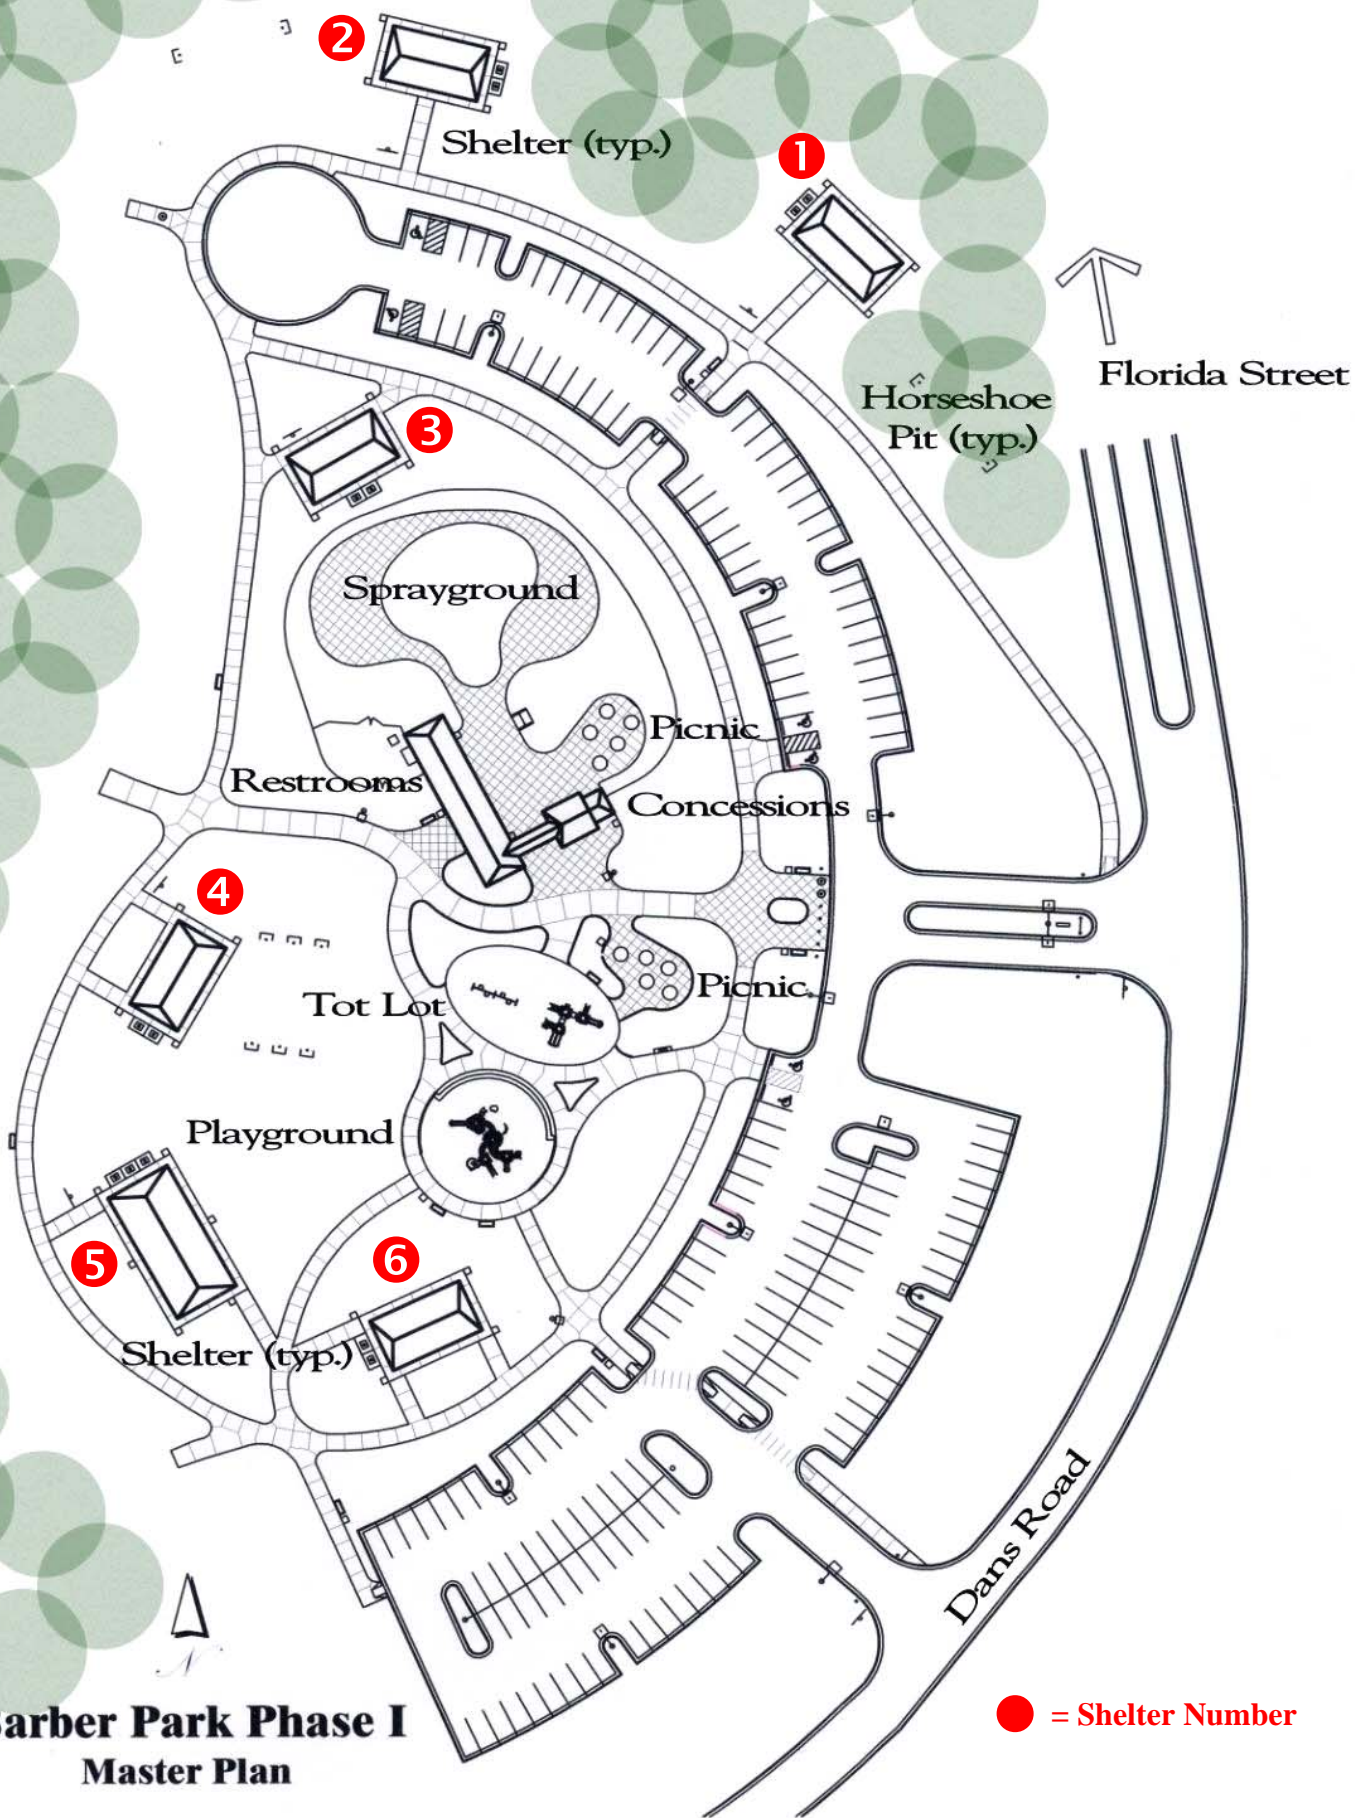 2
Shelter (typ.)
1
Florida Street
Horseshoe
Pit (typ.)
3
Sprayground
Picnic
Restrooms
Concessions
4
Picnic
Tot Lot
Playground
5
6
Shelter (typ.)
Dans Road
N
arber Park Phase I
Master Plan
= Shelter Number